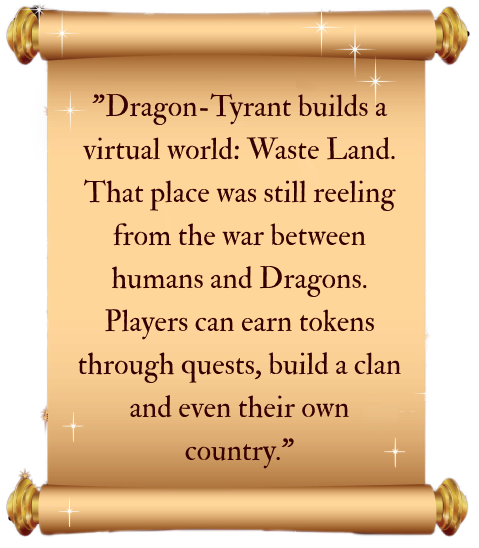 ”Dragon-Tyrant builds a
virtual world: Waste Land.
That place was still reeling
from the war between
humans and Dragons.
Players can earn tokens
through quests, build a clan
and even their own
country.”